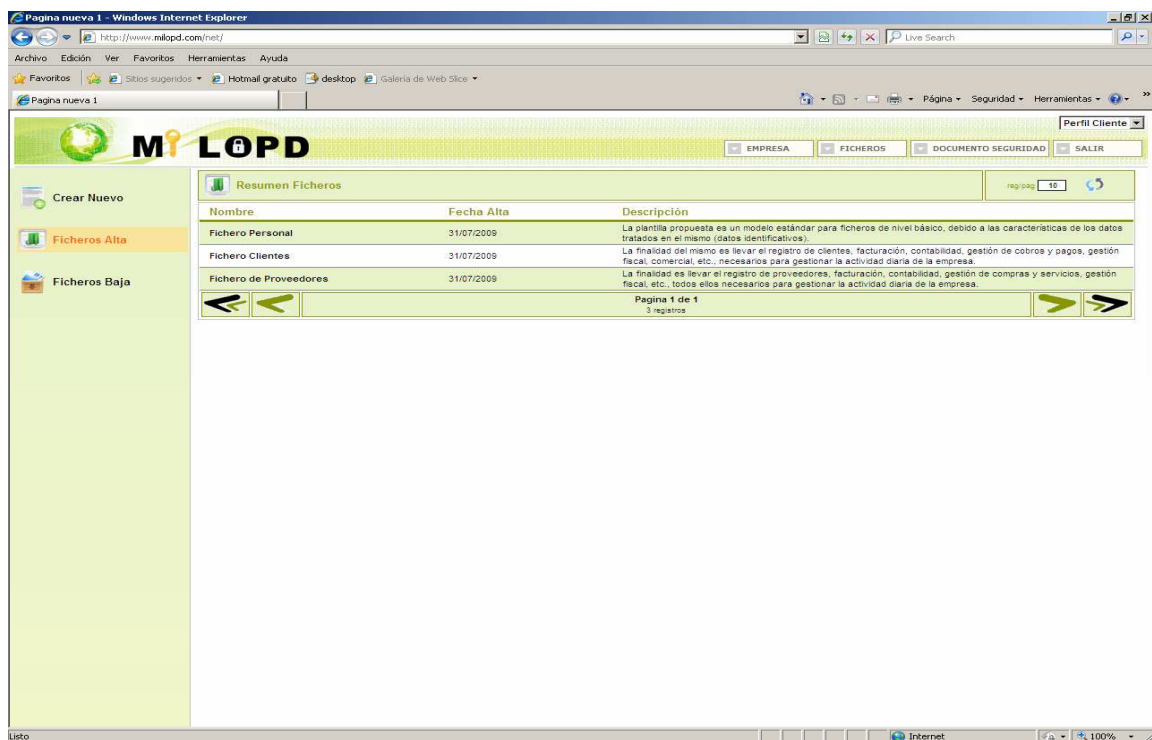 Pagina nueva 1 - Windows Internet Explorer
http://www.milopd.com/net/
Live Search
Archivo Edición Ver Favoritos Herramientas Ayuda
Favoritos Sitios sugeridos Hotmail gratuito desktop Galería de Web Slice
Pagina nueva 1
Página Seguridad Herramientas
Perfil Cliente
Mi LOPD
EMPRESA FICHEROS DOCUMENTO SEGURIDAD SALIR
Crear Nuevo
Ficheros Alta
Ficheros Baja
Resumen Ficheros
reg/pag 10
Nombre Fecha Alta Descripción
Fichero Personal 31/07/2009 La plantilla propuesta es un modelo estándar para ficheros de nivel básico, debido a las características de los datos
tratados en el mismo (datos identificativos).
Fichero Clientes 31/07/2009 La finalidad del mismo es llevar el registro de clientes, facturación, contabilidad, gestión de cobros y pagos, gestión
fiscal, comercial, etc., necesarios para gestionar la actividad diaria de la empresa.
Fichero de Proveedores 31/07/2009 La finalidad es llevar el registro de proveedores, facturación, contabilidad, gestión de compras y servicios, gestión
fiscal, etc., todos ellos necesarios para gestionar la actividad diaria de la empresa.
Pagina 1 de 1
3 registros
Listo
Internet
100%